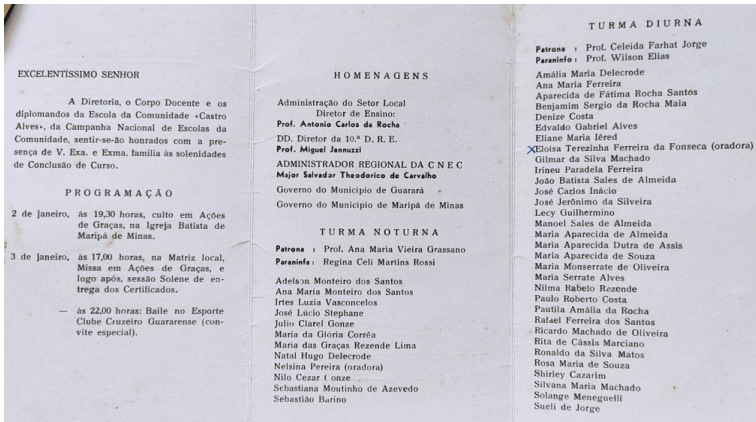 EXCELENTÍSSIMO SENHOR
A Diretoria, o Corpo Docente e os
diplomandos da Escola da Comunidade «Castro
Alves», da Campanha Nacional de Escolas da
Comunidade, sentir-se-ão honrados com a pre-
sença de V. Exa. e Exma. família às solenidades
de Conclusão de Curso.
PROGRAMAÇÃO
2 de janeiro, às 19,30 horas, culto em Ações
de Graças, na Igreja Batista de
Maripá de Minas.
3 de janeiro, às 17,00 horas, na Matriz local,
Missa em Ações de Graças, e
logo após, sessão Solene de en-
trega dos Certificados.
— às 22,00 horas: Baile no Esporte
Clube Cruzeiro Guararense (con-
vite especial).
HOMENAGENS
Administração do Setor Local
Diretor de Ensino:
Prof. Antonio Carlos da Rocha
DD. Diretor da 10.ª D. R. E.
Prof. Miguel Jannuzzi
ADMINISTRADOR REGIONAL DA CNEC
Major Salvador Theodorico de Carvalho
Governo do Municipio de Guarará
Governo do Municipio de Maripá de Minas
TURMA NOTURNA
Patrona : Prof. Ana Maria Vieira Grassano
Paraninfo : Regina Celi Martins Rossi
Adelson Monteiro dos Santos
Ana Maria Monteiro dos Santos
Irtes Luzia Vasconcelos
José Lúcio Stephane
Julio Clarel Gonze
Maria da Glória Corrêa
Maria das Graças Rezende Lima
Natal Hugo Delecrode
Nelsina Pereira (oradora)
Nilo Cezar Gonze
Sebastiana Moutinho de Azevedo
Sebastião Barino
TURMA DIURNA
Patrona : Prof. Celeida Farhat Jorge
Paraninfo : Prof. Wilson Elias
Amália Maria Delecrode
Ana Maria Ferreira
Aparecida de Fátima Rocha Santos
Benjamim Sergio da Rocha Maia
Denize Costa
Edvaldo Gabriel Alves
Eliane Maria Iêred
X Eloisa Terezinha Ferreira da Fonseca (oradora)
Gilmar da Silva Machado
Irineu Paradela Ferreira
João Batista Sales de Almeida
José Carlos Inácio
José Jerônimo da Silveira
Lecy Guilhermino
Manoel Sales de Almeida
Maria Aparecida de Almeida
Maria Aparecida Dutra de Assis
Maria Aparecida de Souza
Maria Monserrate de Oliveira
Maria Serrate Alves
Nilma Rabelo Rezende
Paulo Roberto Costa
Pautila Amália da Rocha
Rafael Ferreira dos Santos
Ricardo Machado de Oliveira
Rita de Cássia Marciano
Ronaldo da Silva Matos
Rosa Maria de Souza
Shirley Cazarim
Silvana Maria Machado
Solange Meneguelli
Sueli de Jorge